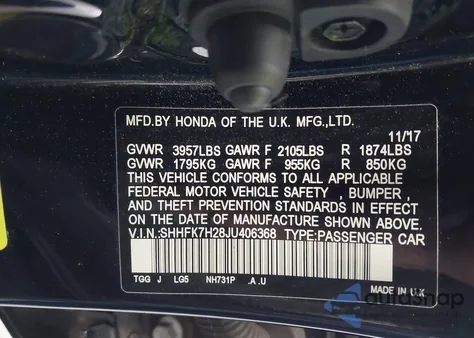 MFD.BY HONDA OF THE U.K. MFG.,LTD.
11/17
GVWR 3957LBS GAWR F 2105LBS R 1874LBS
GVWR 1795KG GAWR F 955KG R 850KG
THIS VEHICLE CONFORMS TO ALL APPLICABLE
FEDERAL MOTOR VEHICLE SAFETY , BUMPER ,
AND THEFT PREVENTION STANDARDS IN EFFECT
ON THE DATE OF MANUFACTURE SHOWN ABOVE.
V.I.N.:SHHFK7H28JU406368 TYPE:PASSENGER CAR
TGG J LG5 NH731P .A .U MADE IN U.K
autosnap